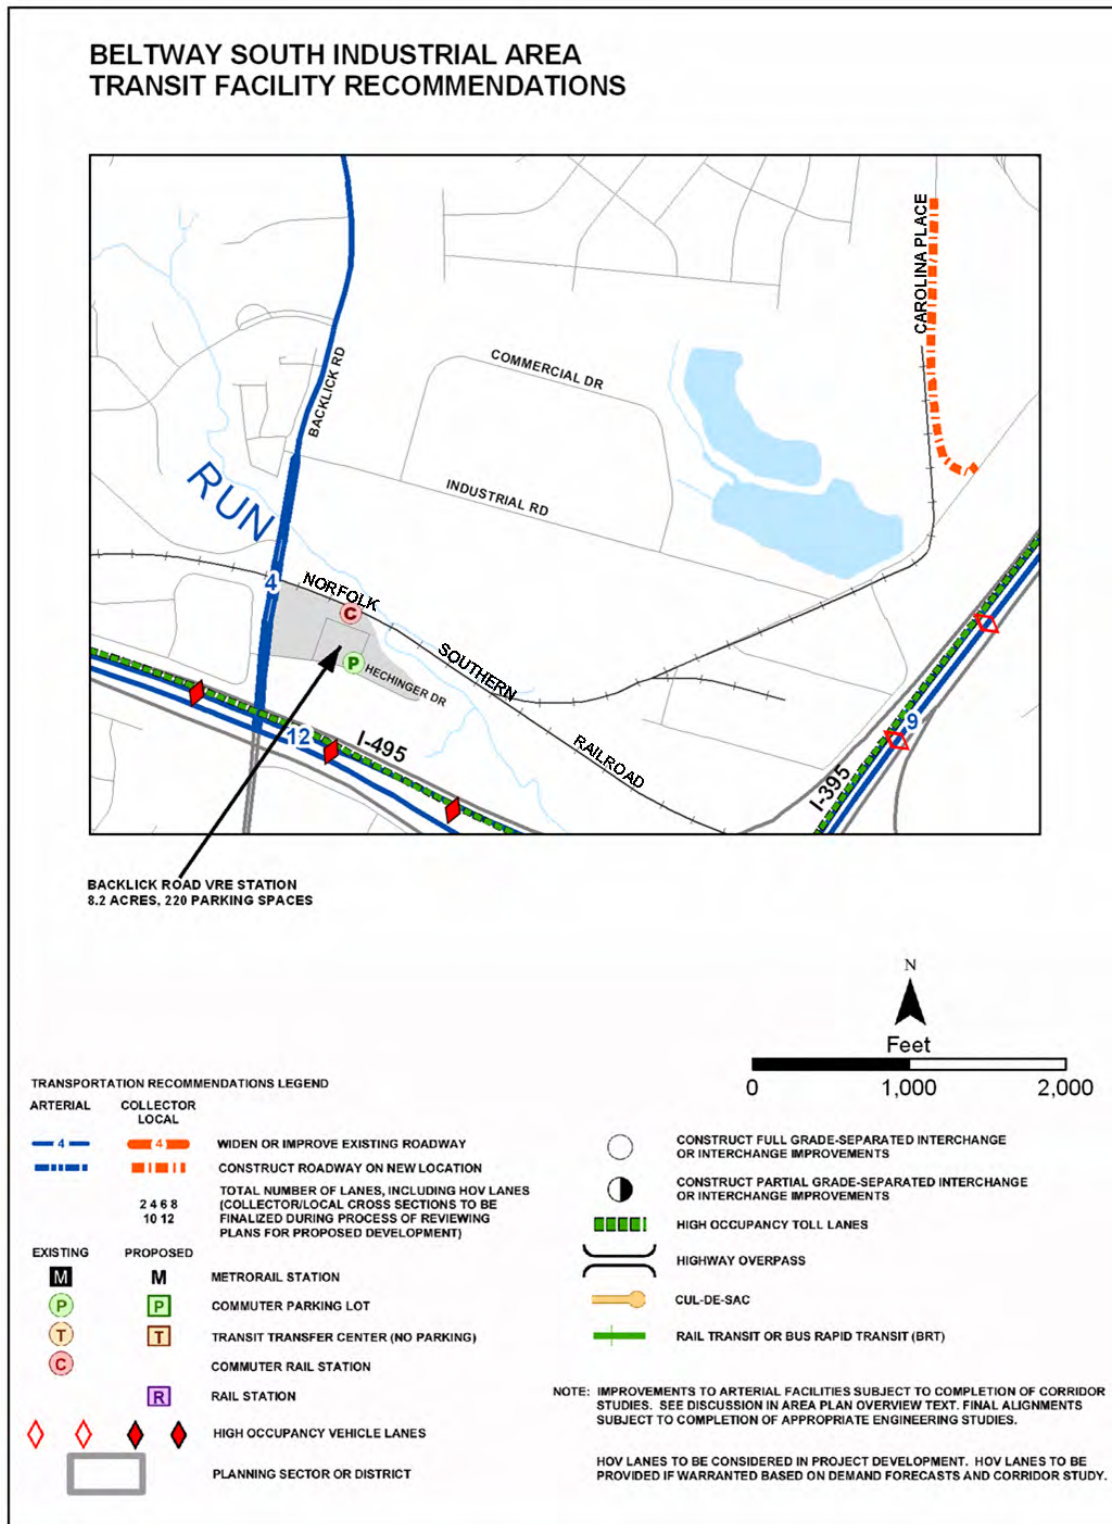 BELTWAY SOUTH INDUSTRIAL AREA
TRANSIT FACILITY RECOMMENDATIONS
CAROLINA PLACE
BACKLICK RD
COMMERCIAL DR
INDUSTRIAL RD
RUN
4
NORFOLK
C
SOUTHERN
P
HECHINGER DR
RAILROAD
12
I-495
9
I-395
BACKLICK ROAD VRE STATION
8.2 ACRES, 220 PARKING SPACES
N
Feet
0 1,000 2,000
TRANSPORTATION RECOMMENDATIONS LEGEND
ARTERIAL COLLECTOR
LOCAL
4 4 WIDEN OR IMPROVE EXISTING ROADWAY
CONSTRUCT ROADWAY ON NEW LOCATION
2 4 6 8
10 12
TOTAL NUMBER OF LANES, INCLUDING HOV LANES
(COLLECTOR/LOCAL CROSS SECTIONS TO BE
FINALIZED DURING PROCESS OF REVIEWING
PLANS FOR PROPOSED DEVELOPMENT)
EXISTING PROPOSED
M M METRORAIL STATION
P P COMMUTER PARKING LOT
T T TRANSIT TRANSFER CENTER (NO PARKING)
C COMMUTER RAIL STATION
R RAIL STATION
HIGH OCCUPANCY VEHICLE LANES
PLANNING SECTOR OR DISTRICT
CONSTRUCT FULL GRADE-SEPARATED INTERCHANGE
OR INTERCHANGE IMPROVEMENTS
CONSTRUCT PARTIAL GRADE-SEPARATED INTERCHANGE
OR INTERCHANGE IMPROVEMENTS
HIGH OCCUPANCY TOLL LANES
HIGHWAY OVERPASS
CUL-DE-SAC
RAIL TRANSIT OR BUS RAPID TRANSIT (BRT)
NOTE: IMPROVEMENTS TO ARTERIAL FACILITIES SUBJECT TO COMPLETION OF CORRIDOR
STUDIES. SEE DISCUSSION IN AREA PLAN OVERVIEW TEXT. FINAL ALIGNMENTS
SUBJECT TO COMPLETION OF APPROPRIATE ENGINEERING STUDIES.
HOV LANES TO BE CONSIDERED IN PROJECT DEVELOPMENT. HOV LANES TO BE
PROVIDED IF WARRANTED BASED ON DEMAND FORECASTS AND CORRIDOR STUDY.